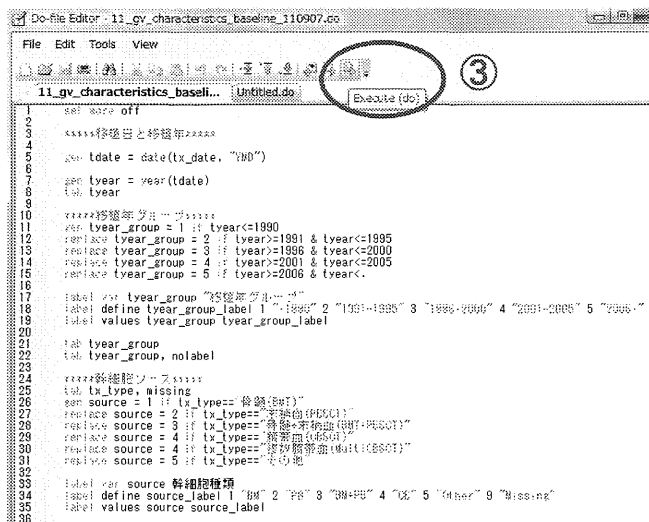 Do-file Editor - 11_gv_characteristics_baseline_110907.do
File Edit Tools View
③
11_gv_characteristics_baseli... Untitled.do
Execute (do)
1 set more off
2
3 *****移植日と移植年*****
4
5 gen tdate = date(tx_date, "YMD")
6
7 gen tyear = year(tdate)
8 tab tyear
9
10 *****移植年グループ*****
11 gen tyear_group = 1 if tyear<=1990
12 replace tyear_group = 2 if tyear>=1991 & tyear<=1995
13 replace tyear_group = 3 if tyear>=1996 & tyear<=2000
14 replace tyear_group = 4 if tyear>=2001 & tyear<=2005
15 replace tyear_group = 5 if tyear>=2006 & tyear<.
16
17 label var tyear_group "移植年グループ"
18 label define tyear_group_label 1 "-1990" 2 "1991-1995" 3 "1996-2000" 4 "2001-2005" 5 "2006-"
19 label values tyear_group tyear_group_label
20
21 tab tyear_group
22 tab tyear_group, nolabel
23
24 *****幹細胞ソース*****
25 tab tx_type, missing
26 gen source = 1 if tx_type=="骨髄(BMT)"
27 replace source = 2 if tx_type=="末梢血(PBSCT)"
28 replace source = 3 if tx_type=="骨髄+末梢血(BMT+PBSCT)"
29 replace source = 4 if tx_type=="臍帯血(CBSCT)"
30 replace source = 4 if tx_type=="複数臍帯血(MultiCBSCT)"
31 replace source = 5 if tx_type=="その他"
32
33 label var source 幹細胞種類
34 label define source_label 1 "BM" 2 "PB" 3 "BM+PB" 4 "CB" 5 "Other" 9 "Missing"
35 label values source source_label
36